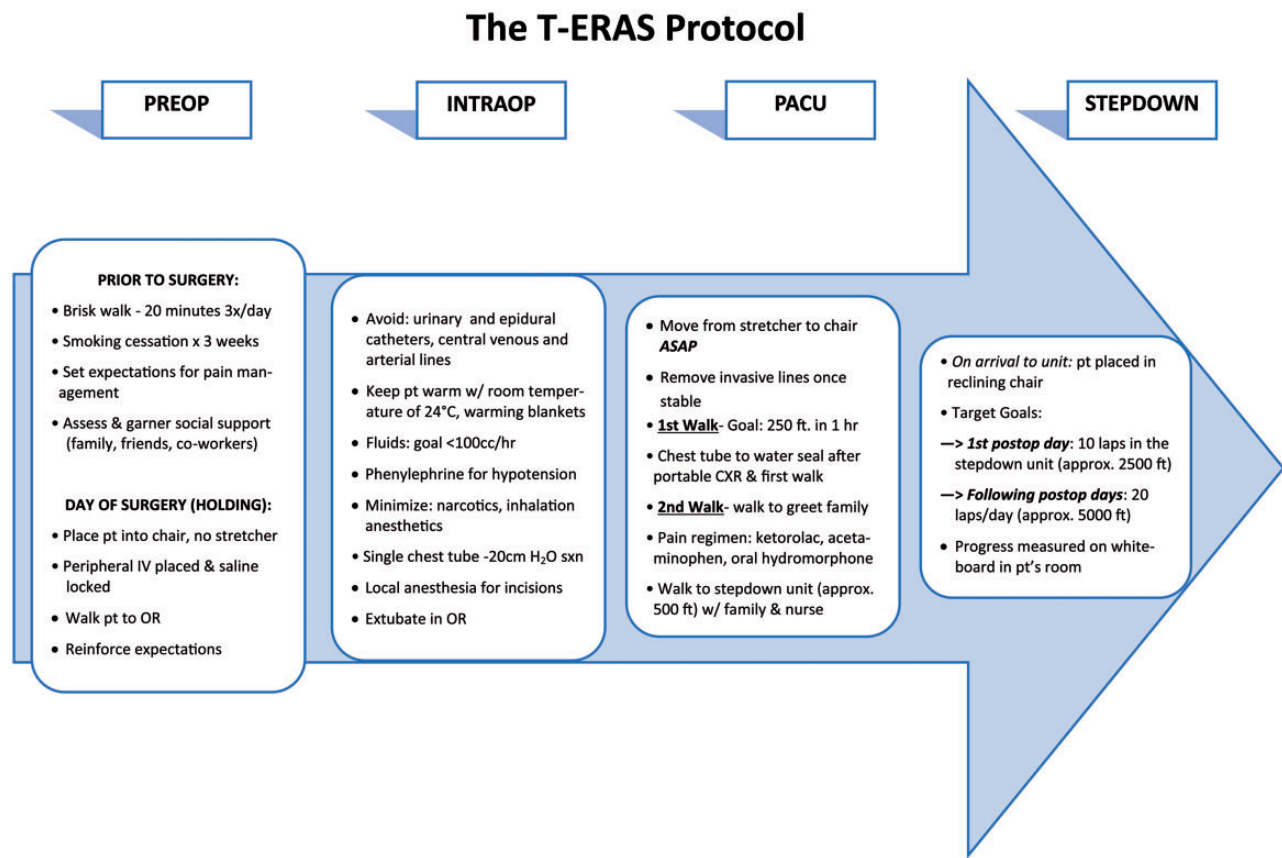 The T-ERAS Protocol
PREOP
INTRAOP
PACU
STEPDOWN
PRIOR TO SURGERY:
• Brisk walk - 20 minutes 3x/day
• Smoking cessation x 3 weeks
• Set expectations for pain man-
agement
• Assess & garner social support
(family, friends, co-workers)
DAY OF SURGERY (HOLDING):
• Place pt into chair, no stretcher
• Peripheral IV placed & saline
locked
• Walk pt to OR
• Reinforce expectations
• Avoid: urinary and epidural
catheters, central venous and
arterial lines
• Keep pt warm w/ room temper-
ature of 24°C, warming blankets
• Fluids: goal <100cc/hr
• Phenylephrine for hypotension
• Minimize: narcotics, inhalation
anesthetics
• Single chest tube -20cm H₂O sxn
• Local anesthesia for incisions
• Extubate in OR
• Move from stretcher to chair
ASAP
• Remove invasive lines once
stable
• 1st Walk- Goal: 250 ft. in 1 hr
• Chest tube to water seal after
portable CXR & first walk
• 2nd Walk- walk to greet family
• Pain regimen: ketorolac, aceta-
minophen, oral hydromorphone
• Walk to stepdown unit (approx.
500 ft) w/ family & nurse
• On arrival to unit: pt placed in
reclining chair
• Target Goals:
—> 1st postop day: 10 laps in the
stepdown unit (approx. 2500 ft)
—> Following postop days: 20
laps/day (approx. 5000 ft)
• Progress measured on white-
board in pt's room